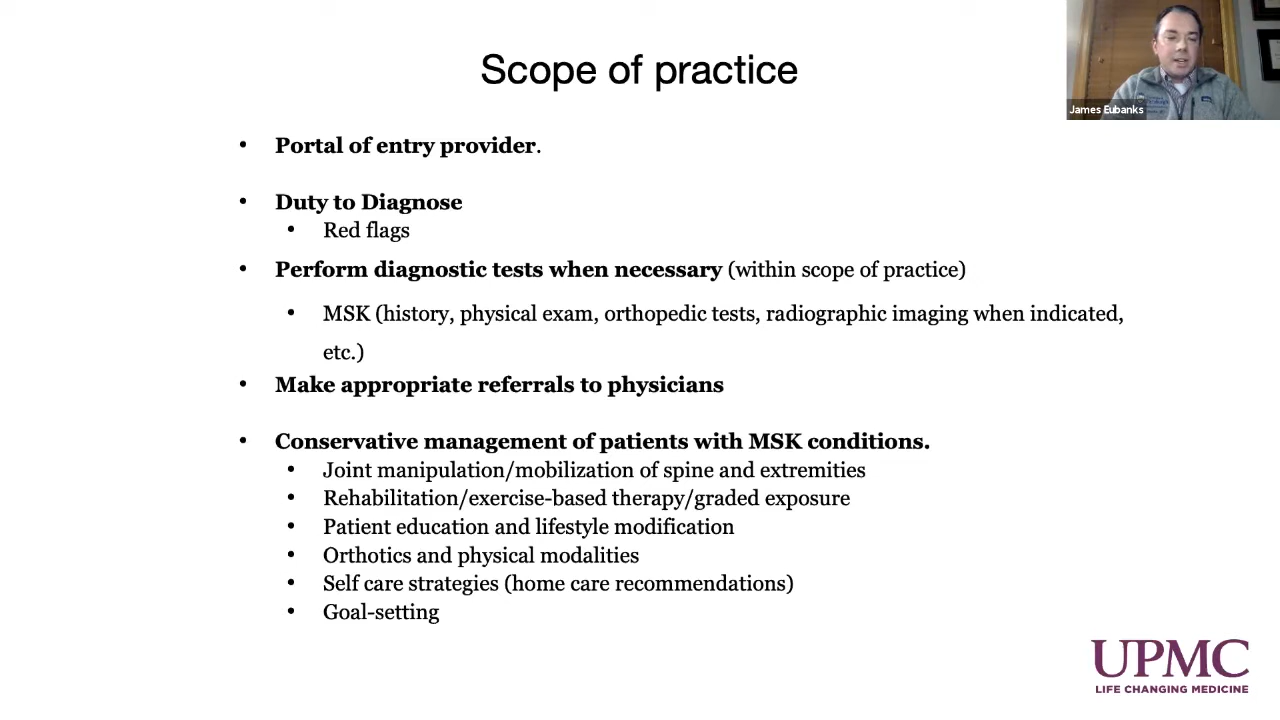 Scope of practice
James Eubanks
• Portal of entry provider.
• Duty to Diagnose
• Red flags
• Perform diagnostic tests when necessary (within scope of practice)
• MSK (history, physical exam, orthopedic tests, radiographic imaging when indicated,
etc.)
• Make appropriate referrals to physicians
• Conservative management of patients with MSK conditions.
• Joint manipulation/mobilization of spine and extremities
• Rehabilitation/exercise-based therapy/graded exposure
• Patient education and lifestyle modification
• Orthotics and physical modalities
• Self care strategies (home care recommendations)
• Goal-setting
UPMC
LIFE CHANGING MEDICINE